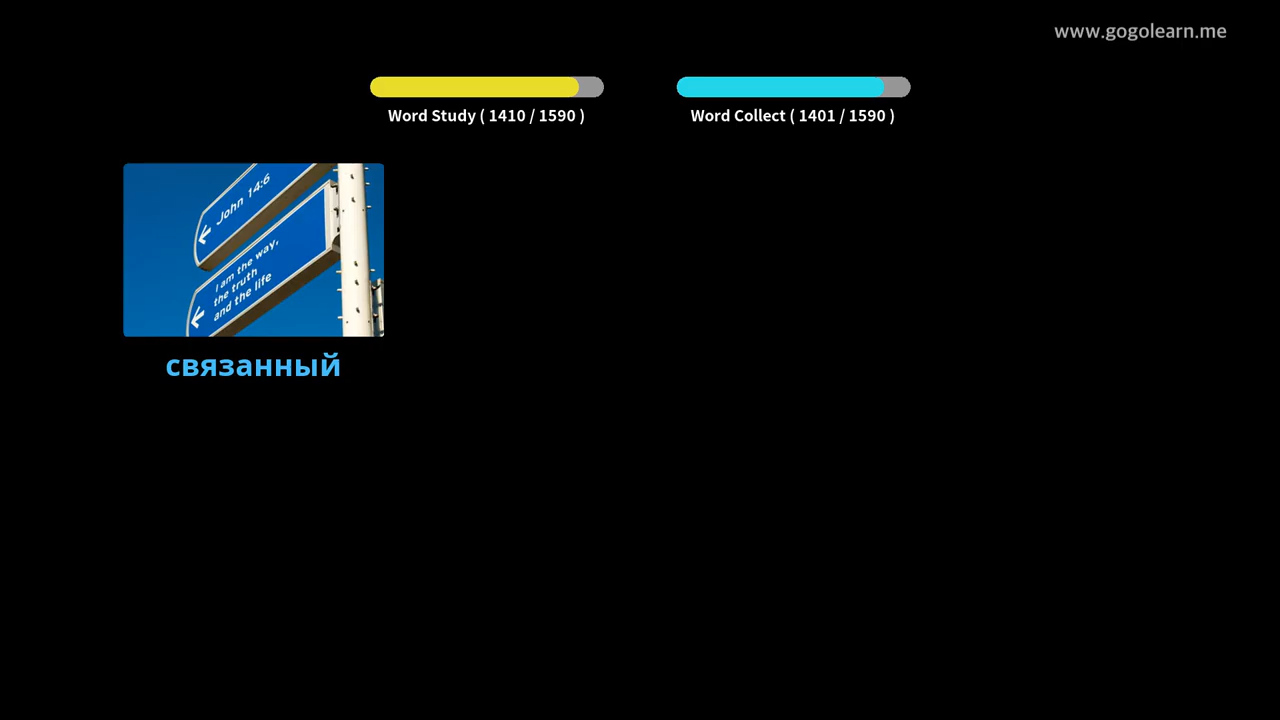 www.gogolearn.me
Word Study ( 1410 / 1590 )
Word Collect ( 1401 / 1590 )
John 14:6
I am the way,
the truth
and the life
связанный